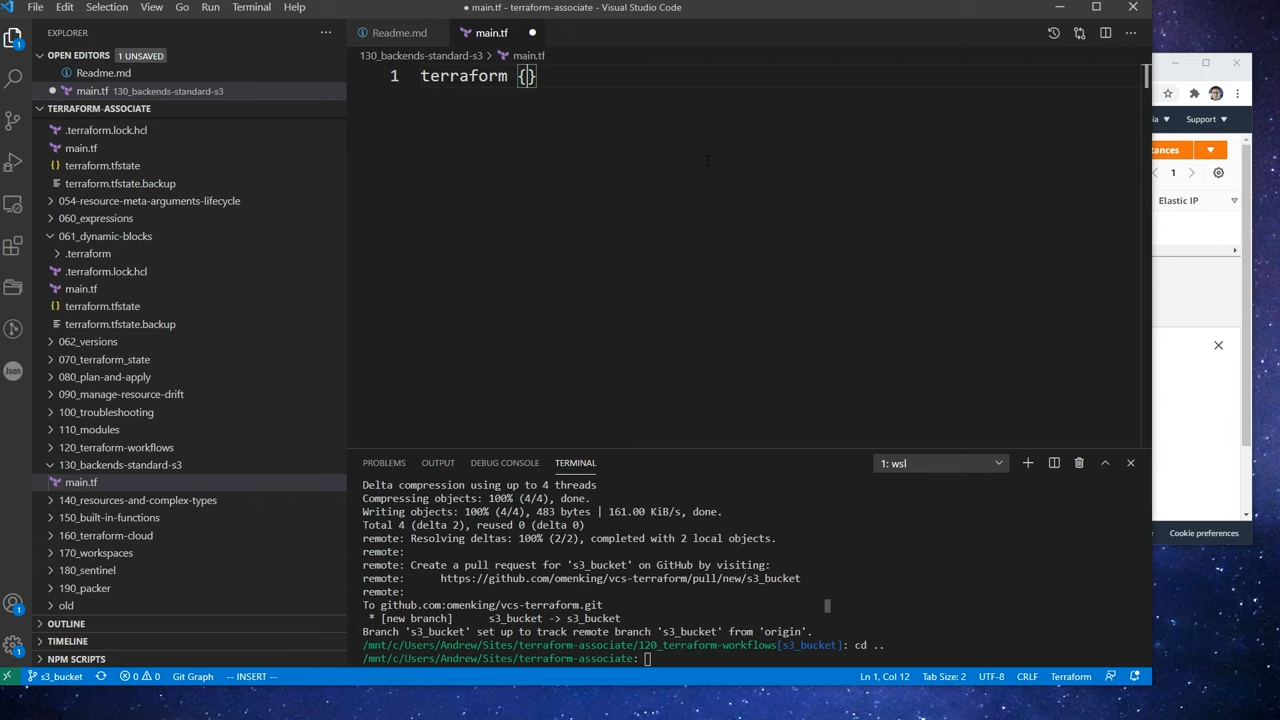 File Edit Selection View Go Run Terminal Help
● main.tf - terraform-associate - Visual Studio Code
EXPLORER
OPEN EDITORS 1 UNSAVED
Readme.md
main.tf 130_backends-standard-s3
TERRAFORM-ASSOCIATE
.terraform.lock.hcl
main.tf
terraform.tfstate
terraform.tfstate.backup
054-resource-meta-arguments-lifecycle
060_expressions
061_dynamic-blocks
.terraform
.terraform.lock.hcl
main.tf
terraform.tfstate
terraform.tfstate.backup
062_versions
070_terraform_state
080_plan-and-apply
090_manage-resource-drift
100_troubleshooting
110_modules
120_terraform-workflows
130_backends-standard-s3
main.tf
140_resources-and-complex-types
150_built-in-functions
160_terraform-cloud
170_workspaces
180_sentinel
190_packer
old
OUTLINE
TIMELINE
NPM SCRIPTS
Json
1
1
Readme.md main.tf
130_backends-standard-s3 > main.tf
1 terraform {}
PROBLEMS OUTPUT DEBUG CONSOLE TERMINAL
1: wsl
Delta compression using up to 4 threads
Compressing objects: 100% (4/4), done.
Writing objects: 100% (4/4), 483 bytes | 161.00 KiB/s, done.
Total 4 (delta 2), reused 0 (delta 0)
remote: Resolving deltas: 100% (2/2), completed with 2 local objects.
remote:
remote: Create a pull request for 's3_bucket' on GitHub by visiting:
remote: https://github.com/omenking/vcs-terraform/pull/new/s3_bucket
remote:
To github.com:omenking/vcs-terraform.git
* [new branch] s3_bucket -> s3_bucket
Branch 's3_bucket' set up to track remote branch 's3_bucket' from 'origin'.
/mnt/c/Users/Andrew/Sites/terraform-associate/120_terraform-workflows[s3_bucket]: cd ..
/mnt/c/Users/Andrew/Sites/terraform-associate:
s3_bucket 0 0 Git Graph -- INSERT --
Ln 1, Col 12 Tab Size: 2 UTF-8 CRLF Terraform
ia Support
tances
1
Elastic IP
Cookie preferences